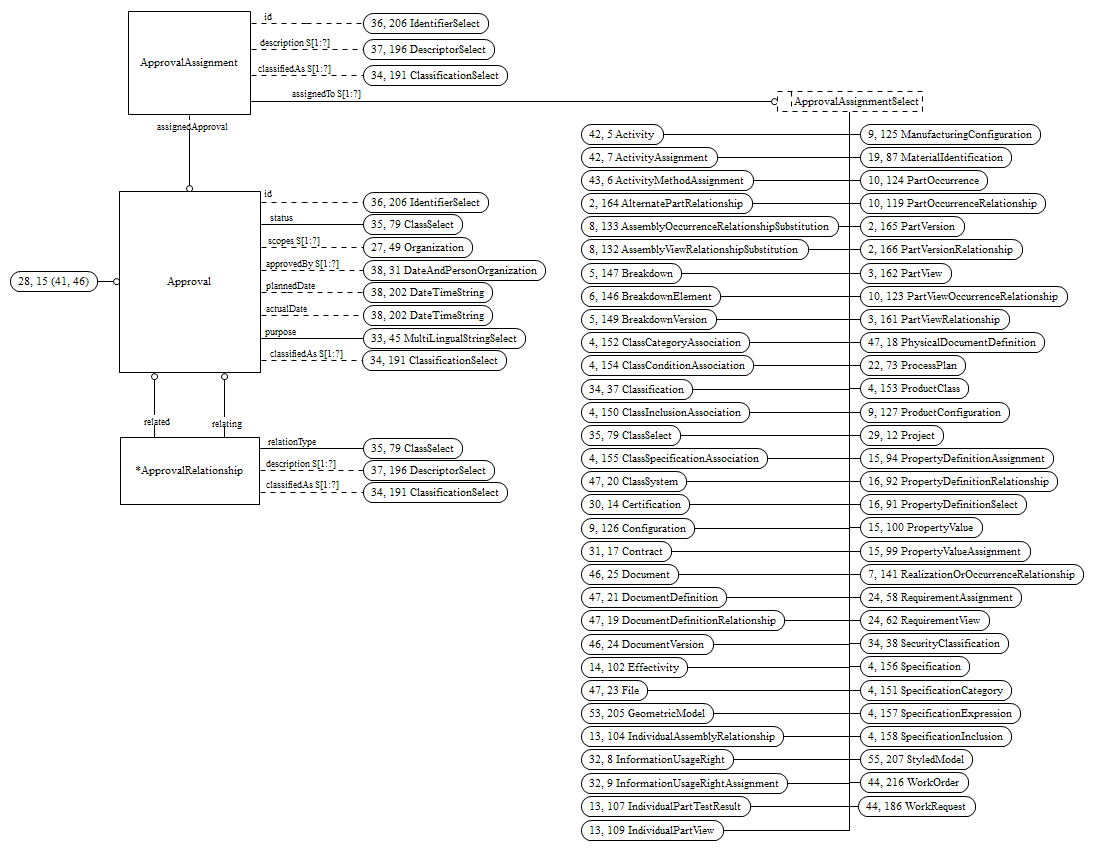 id
36, 206 IdentifierSelect
description S[1:?]
37, 196 DescriptorSelect
ApprovalAssignment
classifiedAs S[1:?]
34, 191 ClassificationSelect
assignedTo S[1:?]
ApprovalAssignmentSelect
assignedApproval
id
36, 206 IdentifierSelect
status
35, 79 ClassSelect
scopes S[1:?]
27, 49 Organization
approvedBy S[1:?]
38, 31 DateAndPersonOrganization
28, 15 (41, 46)
Approval
plannedDate
38, 202 DateTimeString
actualDate
38, 202 DateTimeString
purpose
33, 45 MultiLingualStringSelect
classifiedAs S[1:?]
34, 191 ClassificationSelect
related
relating
relationType
35, 79 ClassSelect
*ApprovalRelationship
description S[1:?]
37, 196 DescriptorSelect
classifiedAs S[1:?]
34, 191 ClassificationSelect
42, 5 Activity
42, 7 ActivityAssignment
43, 6 ActivityMethodAssignment
2, 164 AlternatePartRelationship
8, 133 AssemblyOccurrenceRelationshipSubstitution
8, 132 AssemblyViewRelationshipSubstitution
5, 147 Breakdown
6, 146 BreakdownElement
5, 149 BreakdownVersion
4, 152 ClassCategoryAssociation
4, 154 ClassConditionAssociation
34, 37 Classification
4, 150 ClassInclusionAssociation
35, 79 ClassSelect
4, 155 ClassSpecificationAssociation
47, 20 ClassSystem
30, 14 Certification
9, 126 Configuration
31, 17 Contract
46, 25 Document
47, 21 DocumentDefinition
47, 19 DocumentDefinitionRelationship
46, 24 DocumentVersion
14, 102 Effectivity
47, 23 File
53, 205 GeometricModel
13, 104 IndividualAssemblyRelationship
32, 8 InformationUsageRight
32, 9 InformationUsageRightAssignment
13, 107 IndividualPartTestResult
13, 109 IndividualPartView
9, 125 ManufacturingConfiguration
19, 87 MaterialIdentification
10, 124 PartOccurrence
10, 119 PartOccurrenceRelationship
2, 165 PartVersion
2, 166 PartVersionRelationship
3, 162 PartView
10, 123 PartViewOccurrenceRelationship
3, 161 PartViewRelationship
47, 18 PhysicalDocumentDefinition
22, 73 ProcessPlan
4, 153 ProductClass
9, 127 ProductConfiguration
29, 12 Project
15, 94 PropertyDefinitionAssignment
16, 92 PropertyDefinitionRelationship
16, 91 PropertyDefinitionSelect
15, 100 PropertyValue
15, 99 PropertyValueAssignment
7, 141 RealizationOrOccurrenceRelationship
24, 58 RequirementAssignment
24, 62 RequirementView
34, 38 SecurityClassification
4, 156 Specification
4, 151 SpecificationCategory
4, 157 SpecificationExpression
4, 158 SpecificationInclusion
55, 207 StyledModel
44, 216 WorkOrder
44, 186 WorkRequest